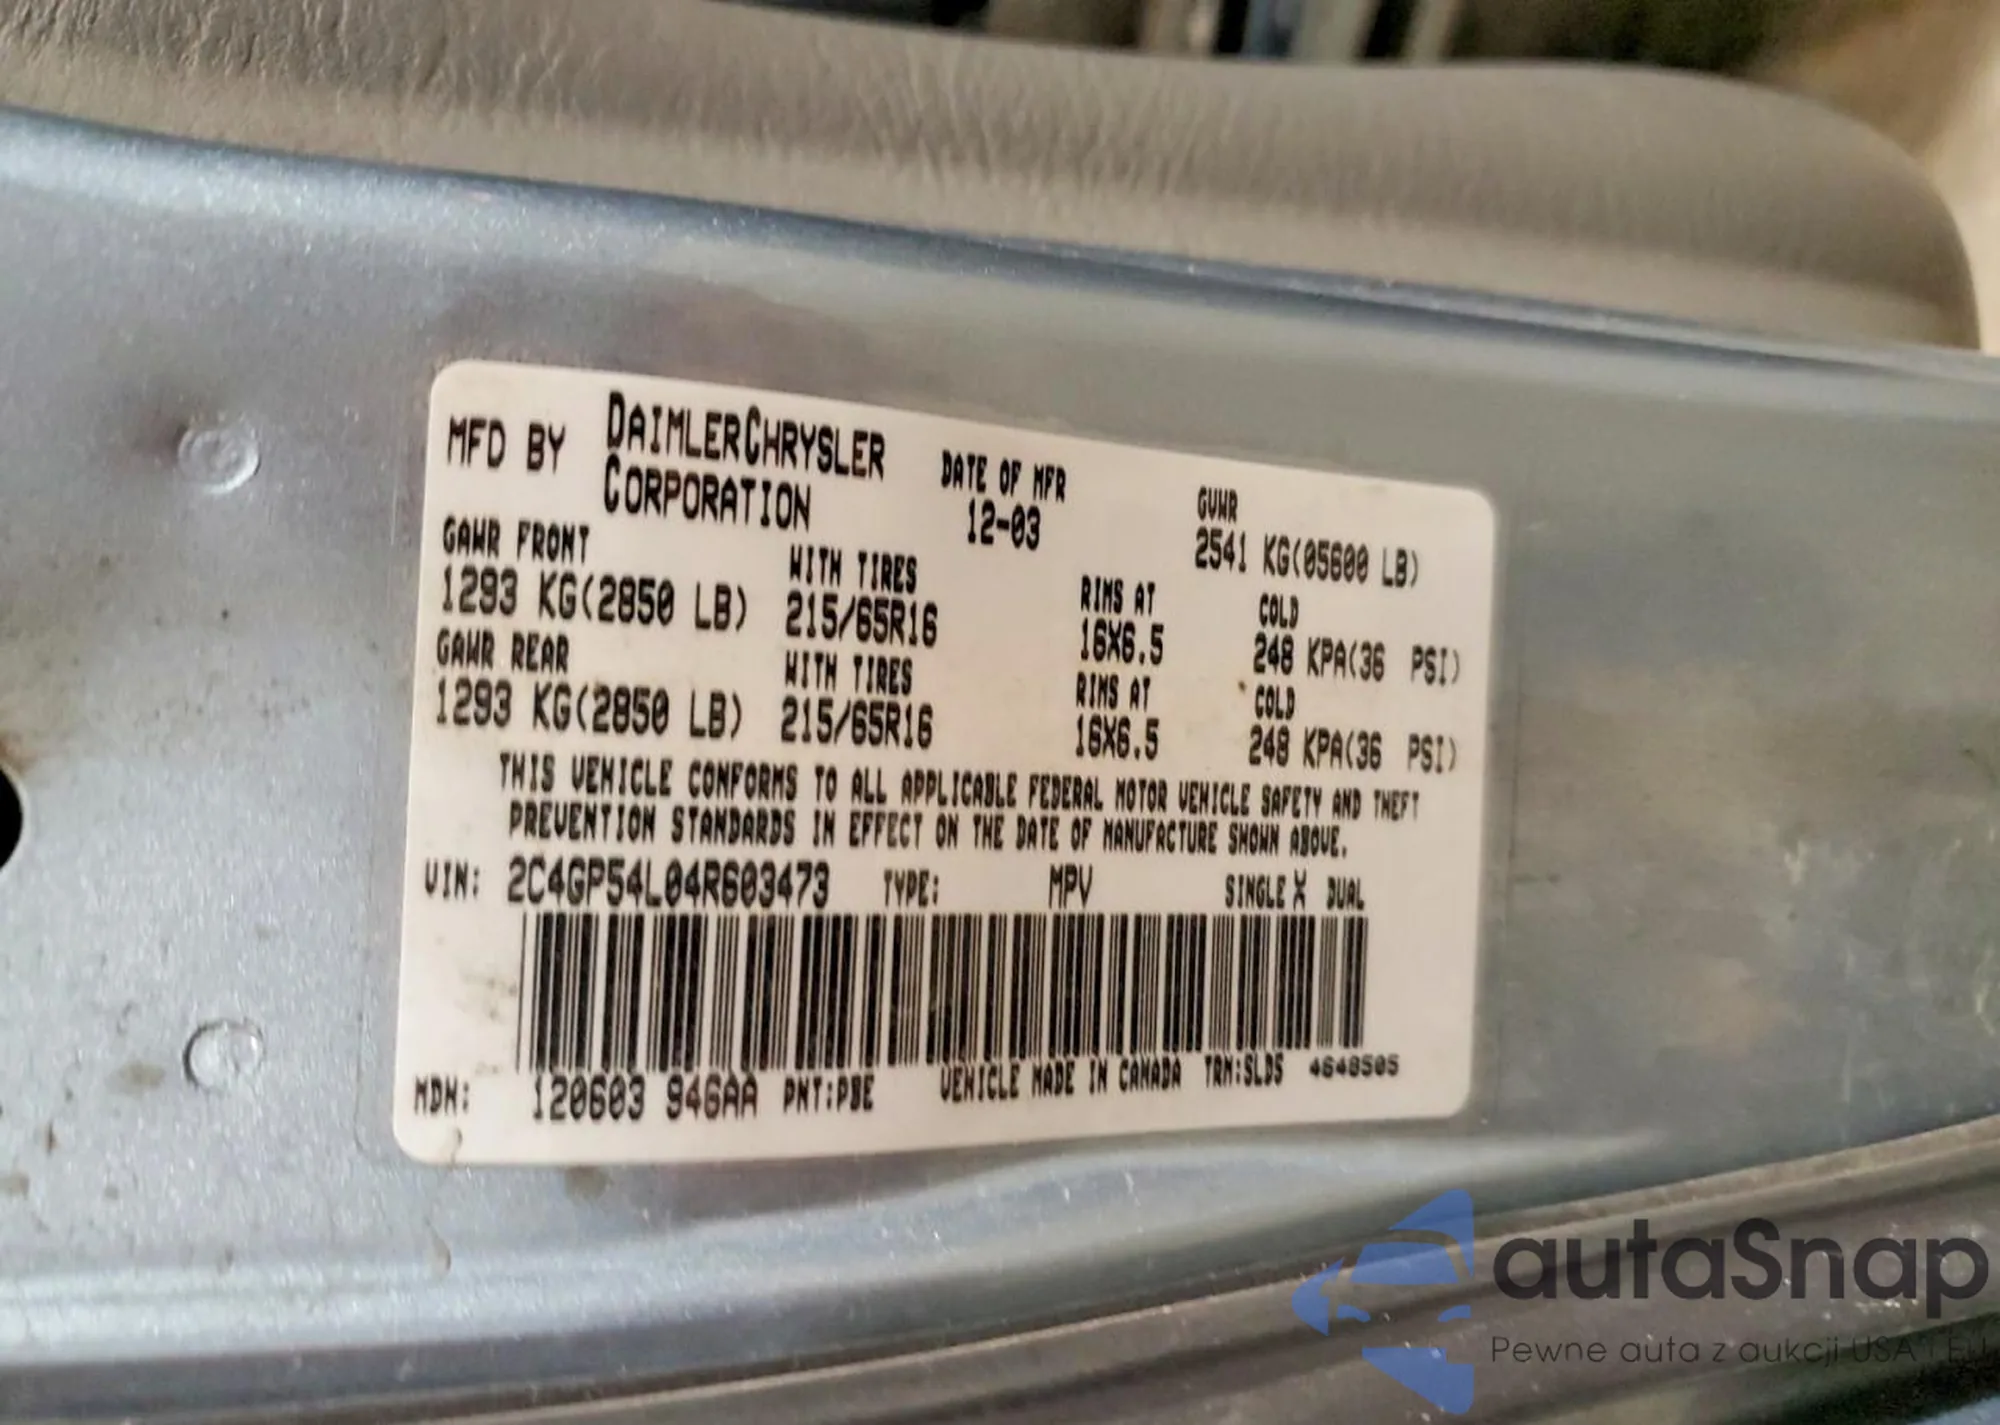 MFD BY DAIMLERCHRYSLER CORPORATION DATE OF MFR 12-03 GVWR 2541 KG(05600 LB)
GAWR FRONT WITH TIRES RIMS AT COLD
1293 KG(2850 LB) 215/65R16 16X6.5 248 KPA(36 PSI)
GAWR REAR WITH TIRES RIMS AT COLD
1293 KG(2850 LB) 215/65R16 16X6.5 248 KPA(36 PSI)
THIS VEHICLE CONFORMS TO ALL APPLICABLE FEDERAL MOTOR VEHICLE SAFETY AND THEFT
PREVENTION STANDARDS IN EFFECT ON THE DATE OF MANUFACTURE SHOWN ABOVE.
VIN: 2C4GP54L04R603473 TYPE: MPV SINGLE X DUAL
MDH: 120603 946AA PNT:PBE VEHICLE MADE IN CANADA TRM:SLD5 4648505
autaSnap
Pewne auta z aukcji USA i EU